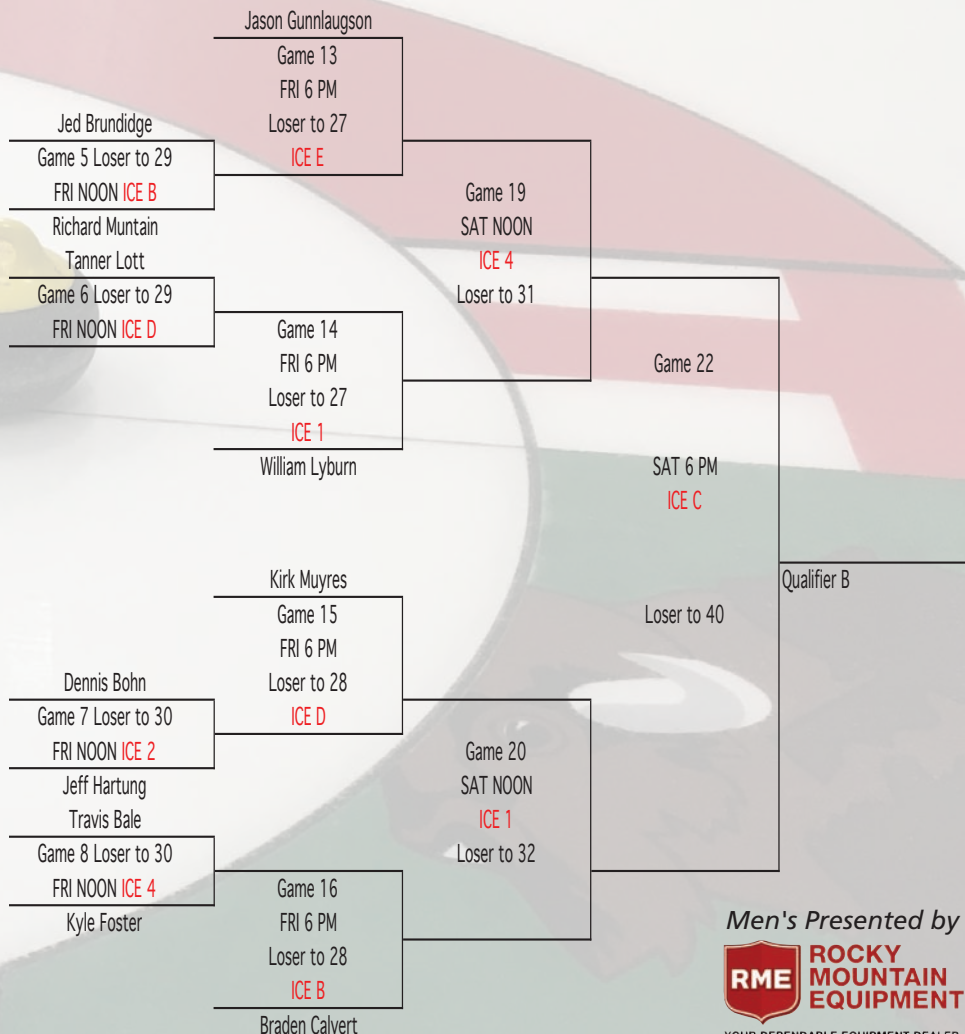 Jason Gunnlaugson
Game 13
FRI 6 PM
Loser to 27
ICE E
Jed Brundidge
Game 5 Loser to 29
FRI NOON ICE B
Richard Muntain
Tanner Lott
Game 6 Loser to 29
FRI NOON ICE D
Game 14
FRI 6 PM
Loser to 27
ICE 1
William Lyburn
Game 19
SAT NOON
ICE 4
Loser to 31
Game 22
SAT 6 PM
ICE C
Loser to 40
Qualifier B
Kirk Muyres
Game 15
FRI 6 PM
Loser to 28
ICE D
Dennis Bohn
Game 7 Loser to 30
FRI NOON ICE 2
Jeff Hartung
Travis Bale
Game 8 Loser to 30
FRI NOON ICE 4
Kyle Foster
Game 16
FRI 6 PM
Loser to 28
ICE B
Braden Calvert
Game 20
SAT NOON
ICE 1
Loser to 32
Men's Presented by
RME
ROCKY
MOUNTAIN
EQUIPMENT
YOUR DEPENDABLE EQUIPMENT DEALER